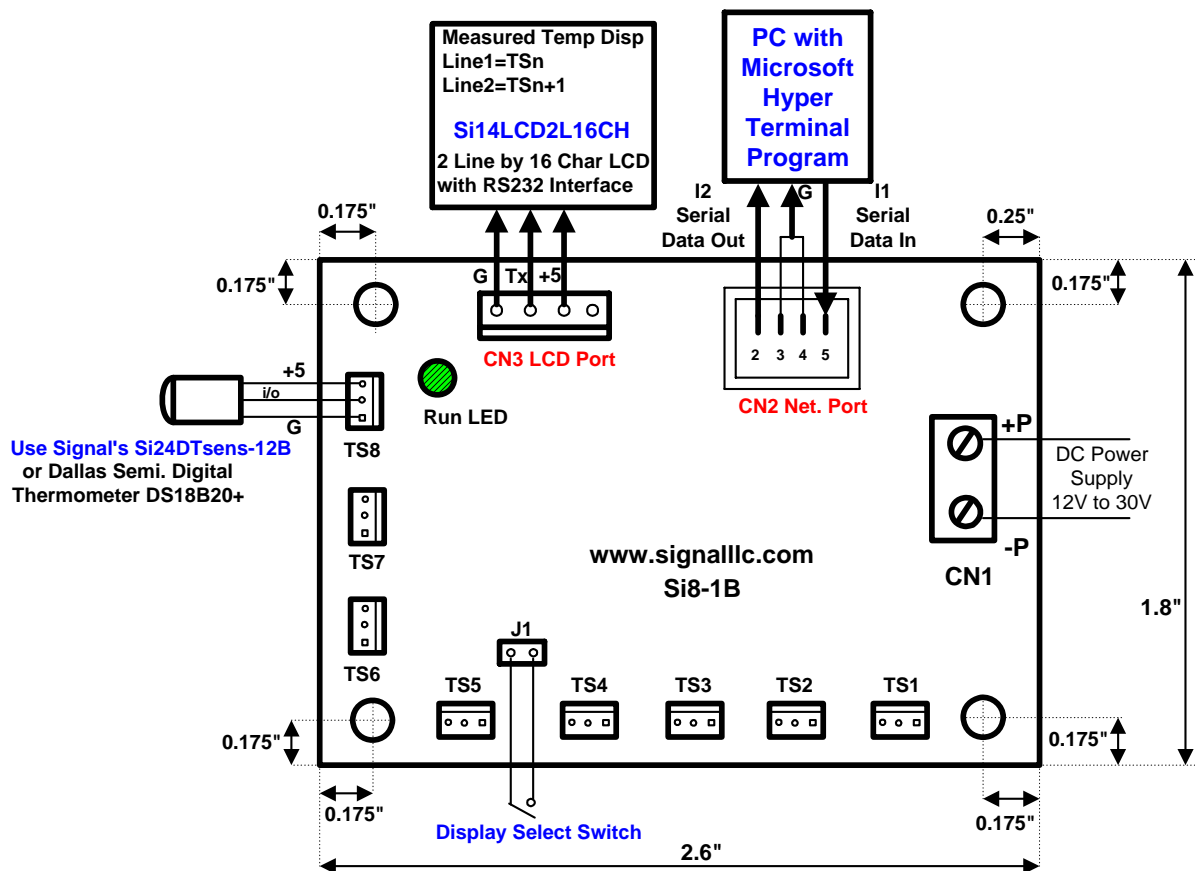 Measured Temp Disp
Line1=TSn
Line2=TSn+1
Si14LCD2L16CH
2 Line by 16 Char LCD
with RS232 Interface
PC with
Microsoft
Hyper
Terminal
Program
I2
Serial
Data Out
G
I1
Serial
Data In
0.175"
0.25"
0.175"
0.175"
G Tx +5
CN3 LCD Port
2 3 4 5
CN2 Net. Port
+5
i/o
G
TS8
Run LED
Use Signal's Si24DTsens-12B
or Dallas Semi. Digital
Thermometer DS18B20+
+P
DC Power
Supply
12V to 30V
-P
CN1
TS7
www.signalllc.com
Si8-1B
1.8"
TS6
J1
TS5
TS4
TS3
TS2
TS1
0.175"
0.175"
0.175"
0.175"
Display Select Switch
2.6"